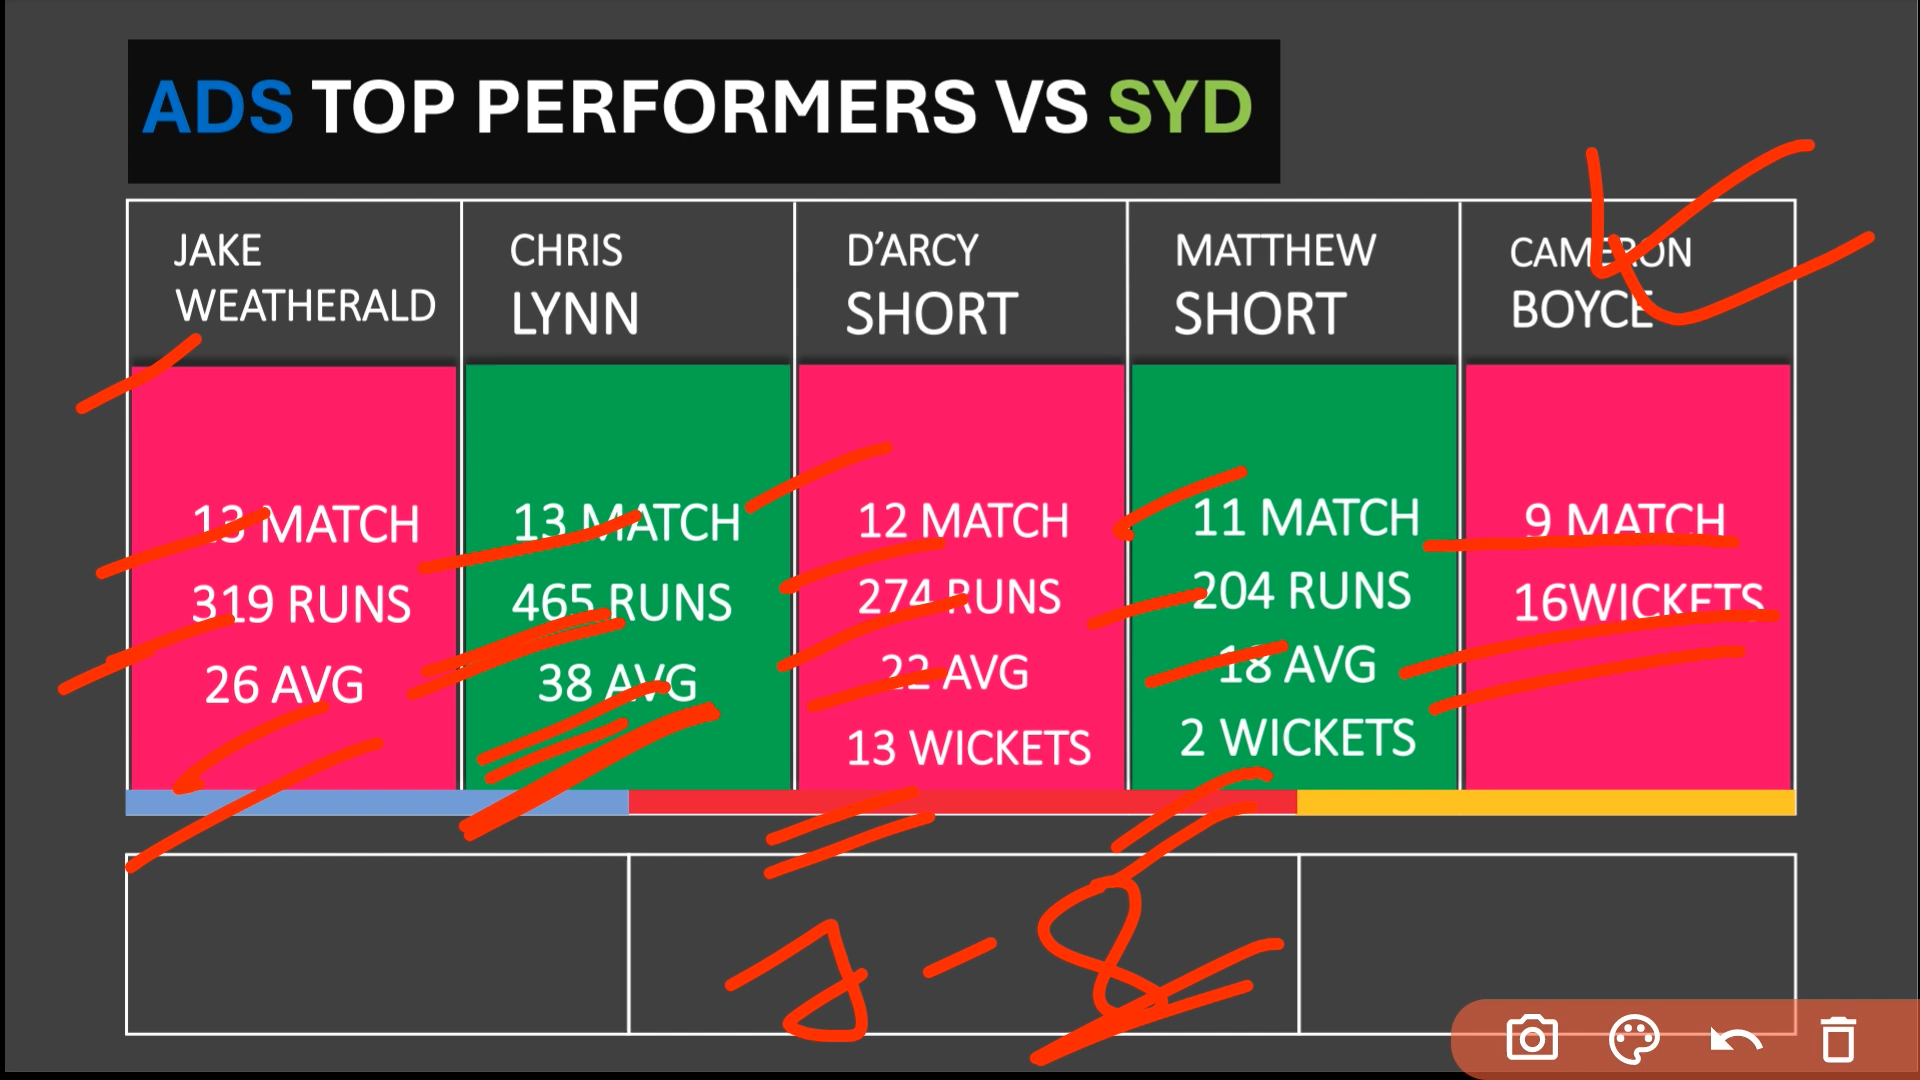 ADS TOP PERFORMERS VS SYD
JAKE
WEATHERALD
CHRIS
LYNN
D'ARCY
SHORT
MATTHEW
SHORT
CAMERON
BOYCE
13 MATCH
319 RUNS
26 AVG
13 MATCH
465 RUNS
38 AVG
12 MATCH
274 RUNS
22 AVG
13 WICKETS
11 MATCH
204 RUNS
18 AVG
2 WICKETS
9 MATCH
16WICKETS
7-8